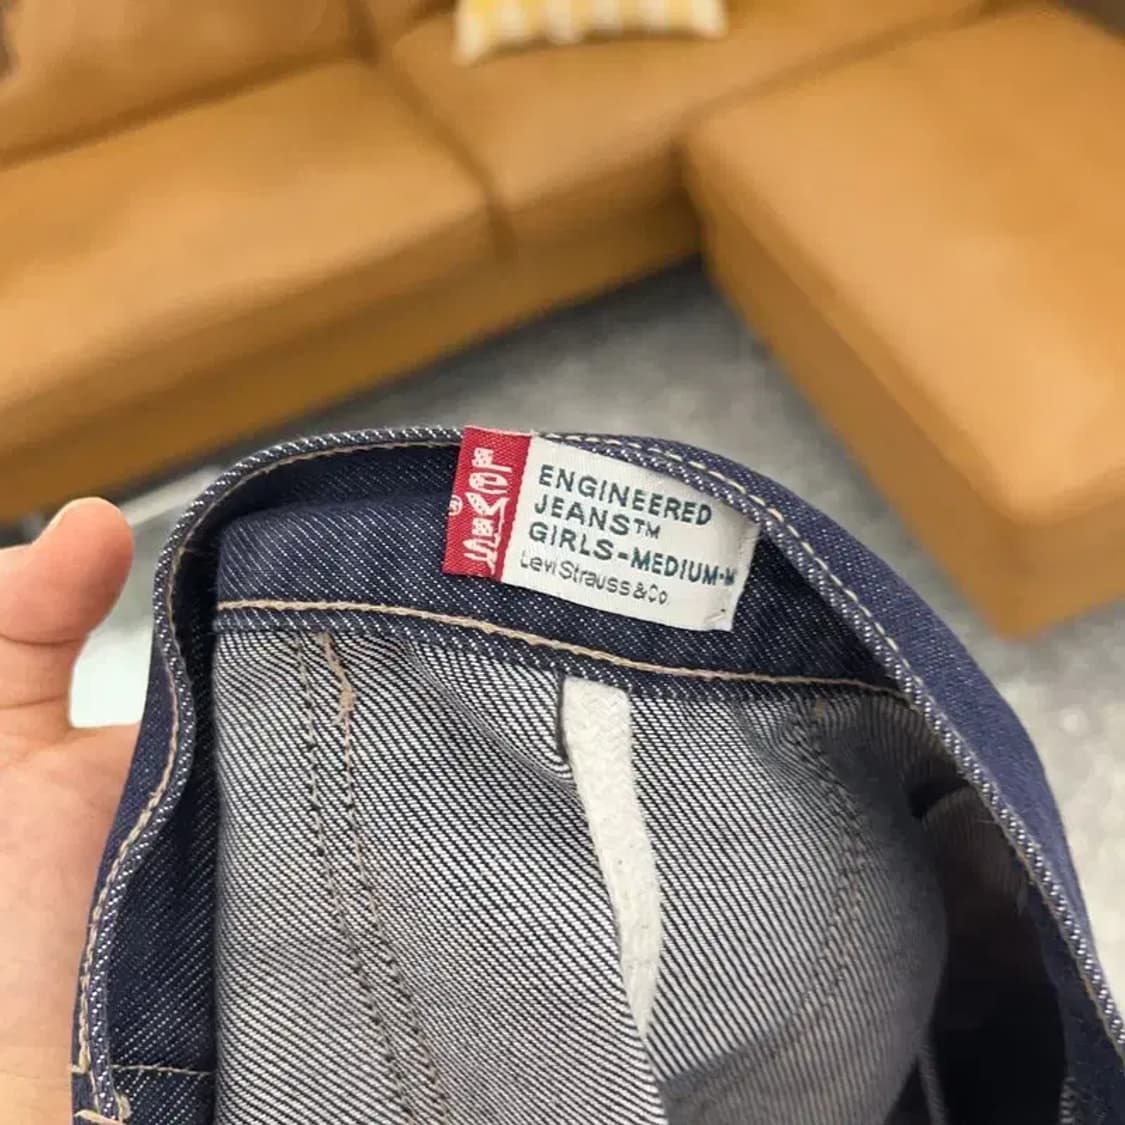 ENGINEERED
JEANS™
GIRLS-MEDIUM-M
Levi Strauss & Co
®